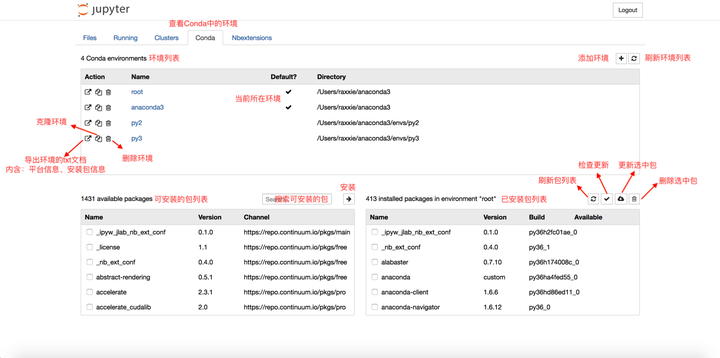 jupyter
Logout
查看Conda中的环境
Files Running Clusters Conda Nbextensions
4 Conda environments 环境列表
添加环境
刷新环境列表
Action Name Default? Directory
root /Users/raxxie/anaconda3
anaconda3 /Users/raxxie/anaconda3
当前所在环境
py2 /Users/raxxie/anaconda3/envs/py2
克隆环境
py3 /Users/raxxie/anaconda3/envs/py3
导出环境的txt文档
内含：平台信息、安装包信息
删除环境
检查更新
更新选中包
刷新包列表
删除选中包
安装
1431 available packages 可安装的包列表
搜索可安装的包
413 installed packages in environment "root" 已安装包列表
Name Version Channel
_ipyw_jlab_nb_ext_conf 0.1.0 https://repo.continuum.io/pkgs/main
_license 1.1 https://repo.continuum.io/pkgs/free
_nb_ext_conf 0.4.0 https://repo.continuum.io/pkgs/free
abstract-rendering 0.5.1 https://repo.continuum.io/pkgs/free
accelerate 2.3.1 https://repo.continuum.io/pkgs/pro
accelerate_cudalib 2.0 https://repo.continuum.io/pkgs/pro
Name Version Build Available
_ipyw_jlab_nb_ext_conf 0.1.0 py36h2fc01ae_0
_nb_ext_conf 0.4.0 py36_1
alabaster 0.7.10 py36h174008c_0
anaconda custom py36ha4fed55_0
anaconda-client 1.6.6 py36hd86ed11_0
anaconda-navigator 1.6.12 py36_0